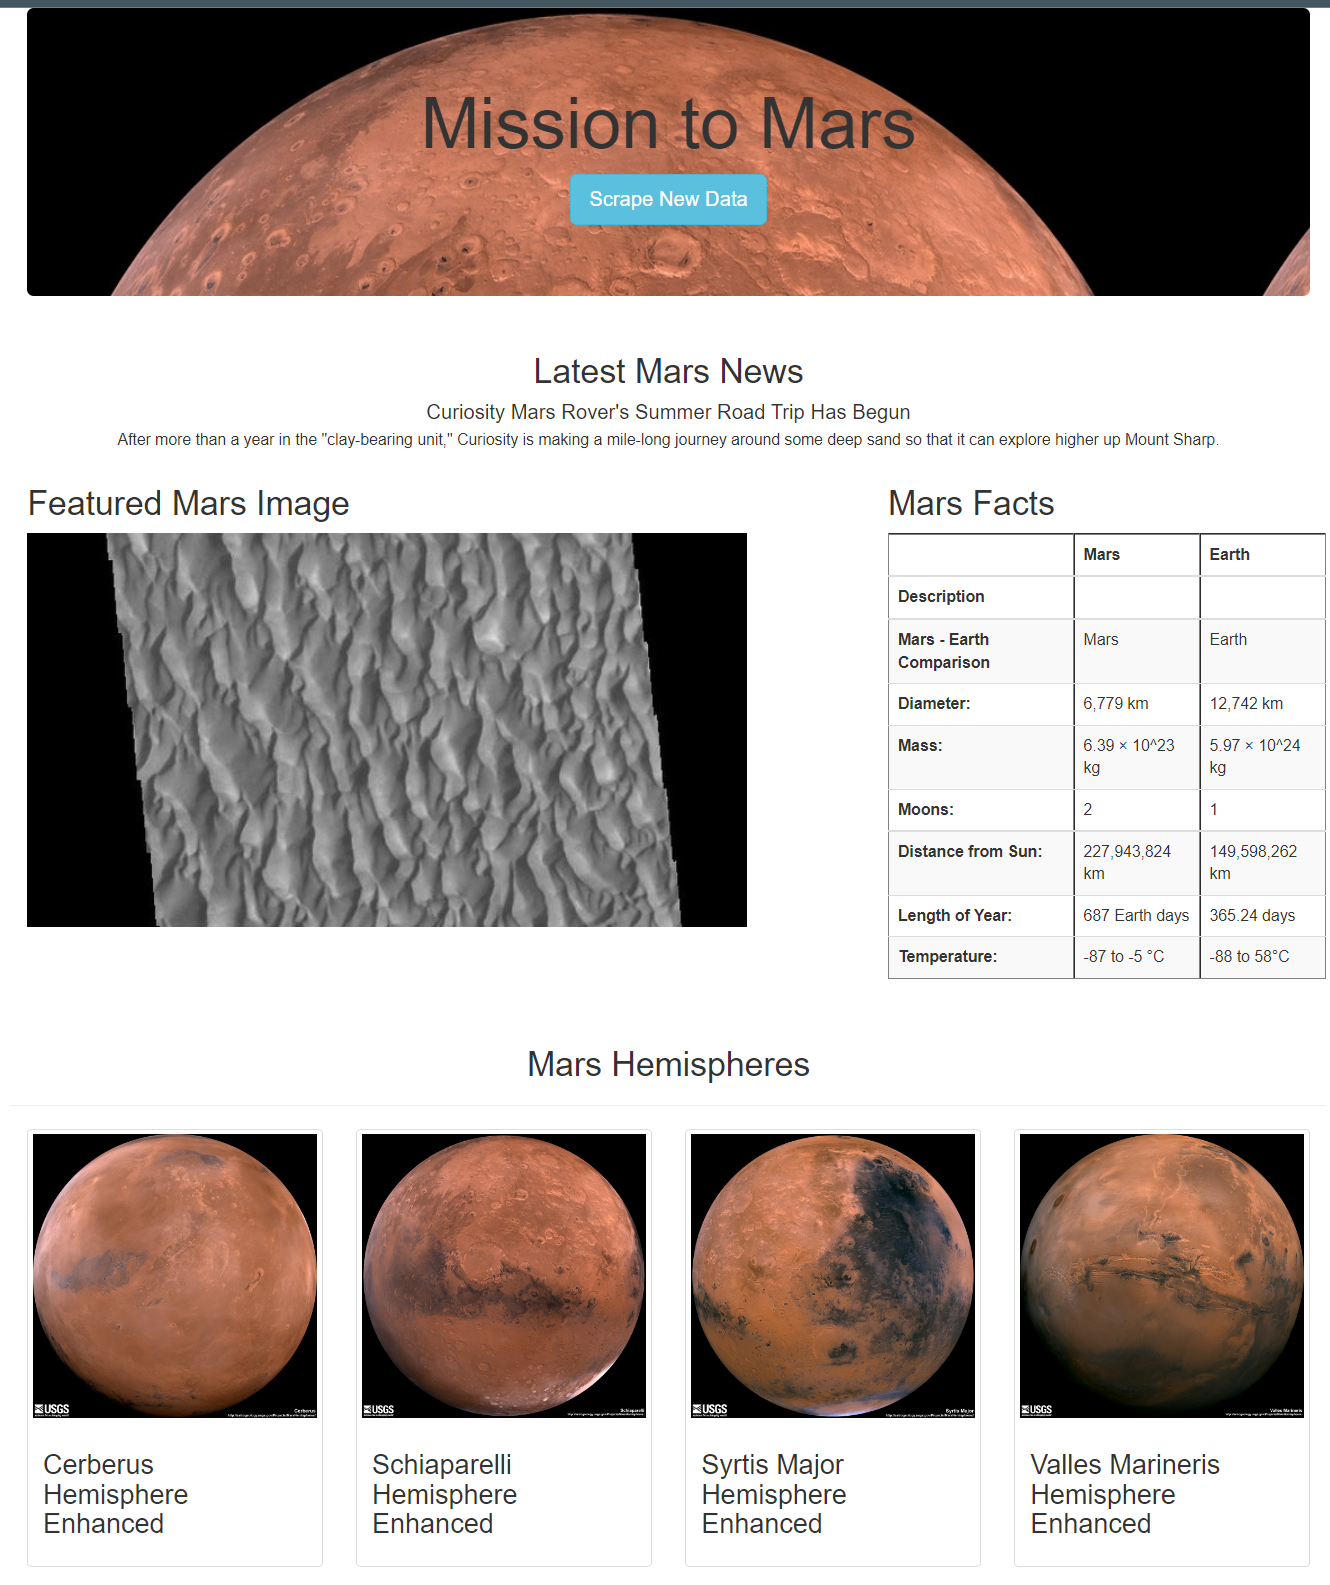 Mission to Mars
Scrape New Data
Latest Mars News
Curiosity Mars Rover's Summer Road Trip Has Begun
After more than a year in the "clay-bearing unit," Curiosity is making a mile-long journey around some deep sand so that it can explore higher up Mount Sharp.
Featured Mars Image
Mars Facts
Mars Earth
Description
Mars - Earth Comparison Mars Earth
Diameter: 6,779 km 12,742 km
Mass: 6.39 × 10^23 kg 5.97 × 10^24 kg
Moons: 2 1
Distance from Sun: 227,943,824 km 149,598,262 km
Length of Year: 687 Earth days 365.24 days
Temperature: -87 to -5 °C -88 to 58°C
Mars Hemispheres
USGS
Cerberus
USGS
Schiaparelli
USGS
Syrtis Major
USGS
Valles Marineris
Cerberus
Hemisphere
Enhanced
Schiaparelli
Hemisphere
Enhanced
Syrtis Major
Hemisphere
Enhanced
Valles Marineris
Hemisphere
Enhanced